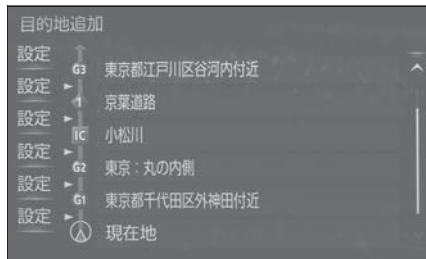 目的地追加
設定
G3 東京都江戸川区谷河内付近
設定
1 京葉道路
設定
IC 小松川
設定
G2 東京：丸の内側
設定
G1 東京都千代田区外神田付近
設定
現在地